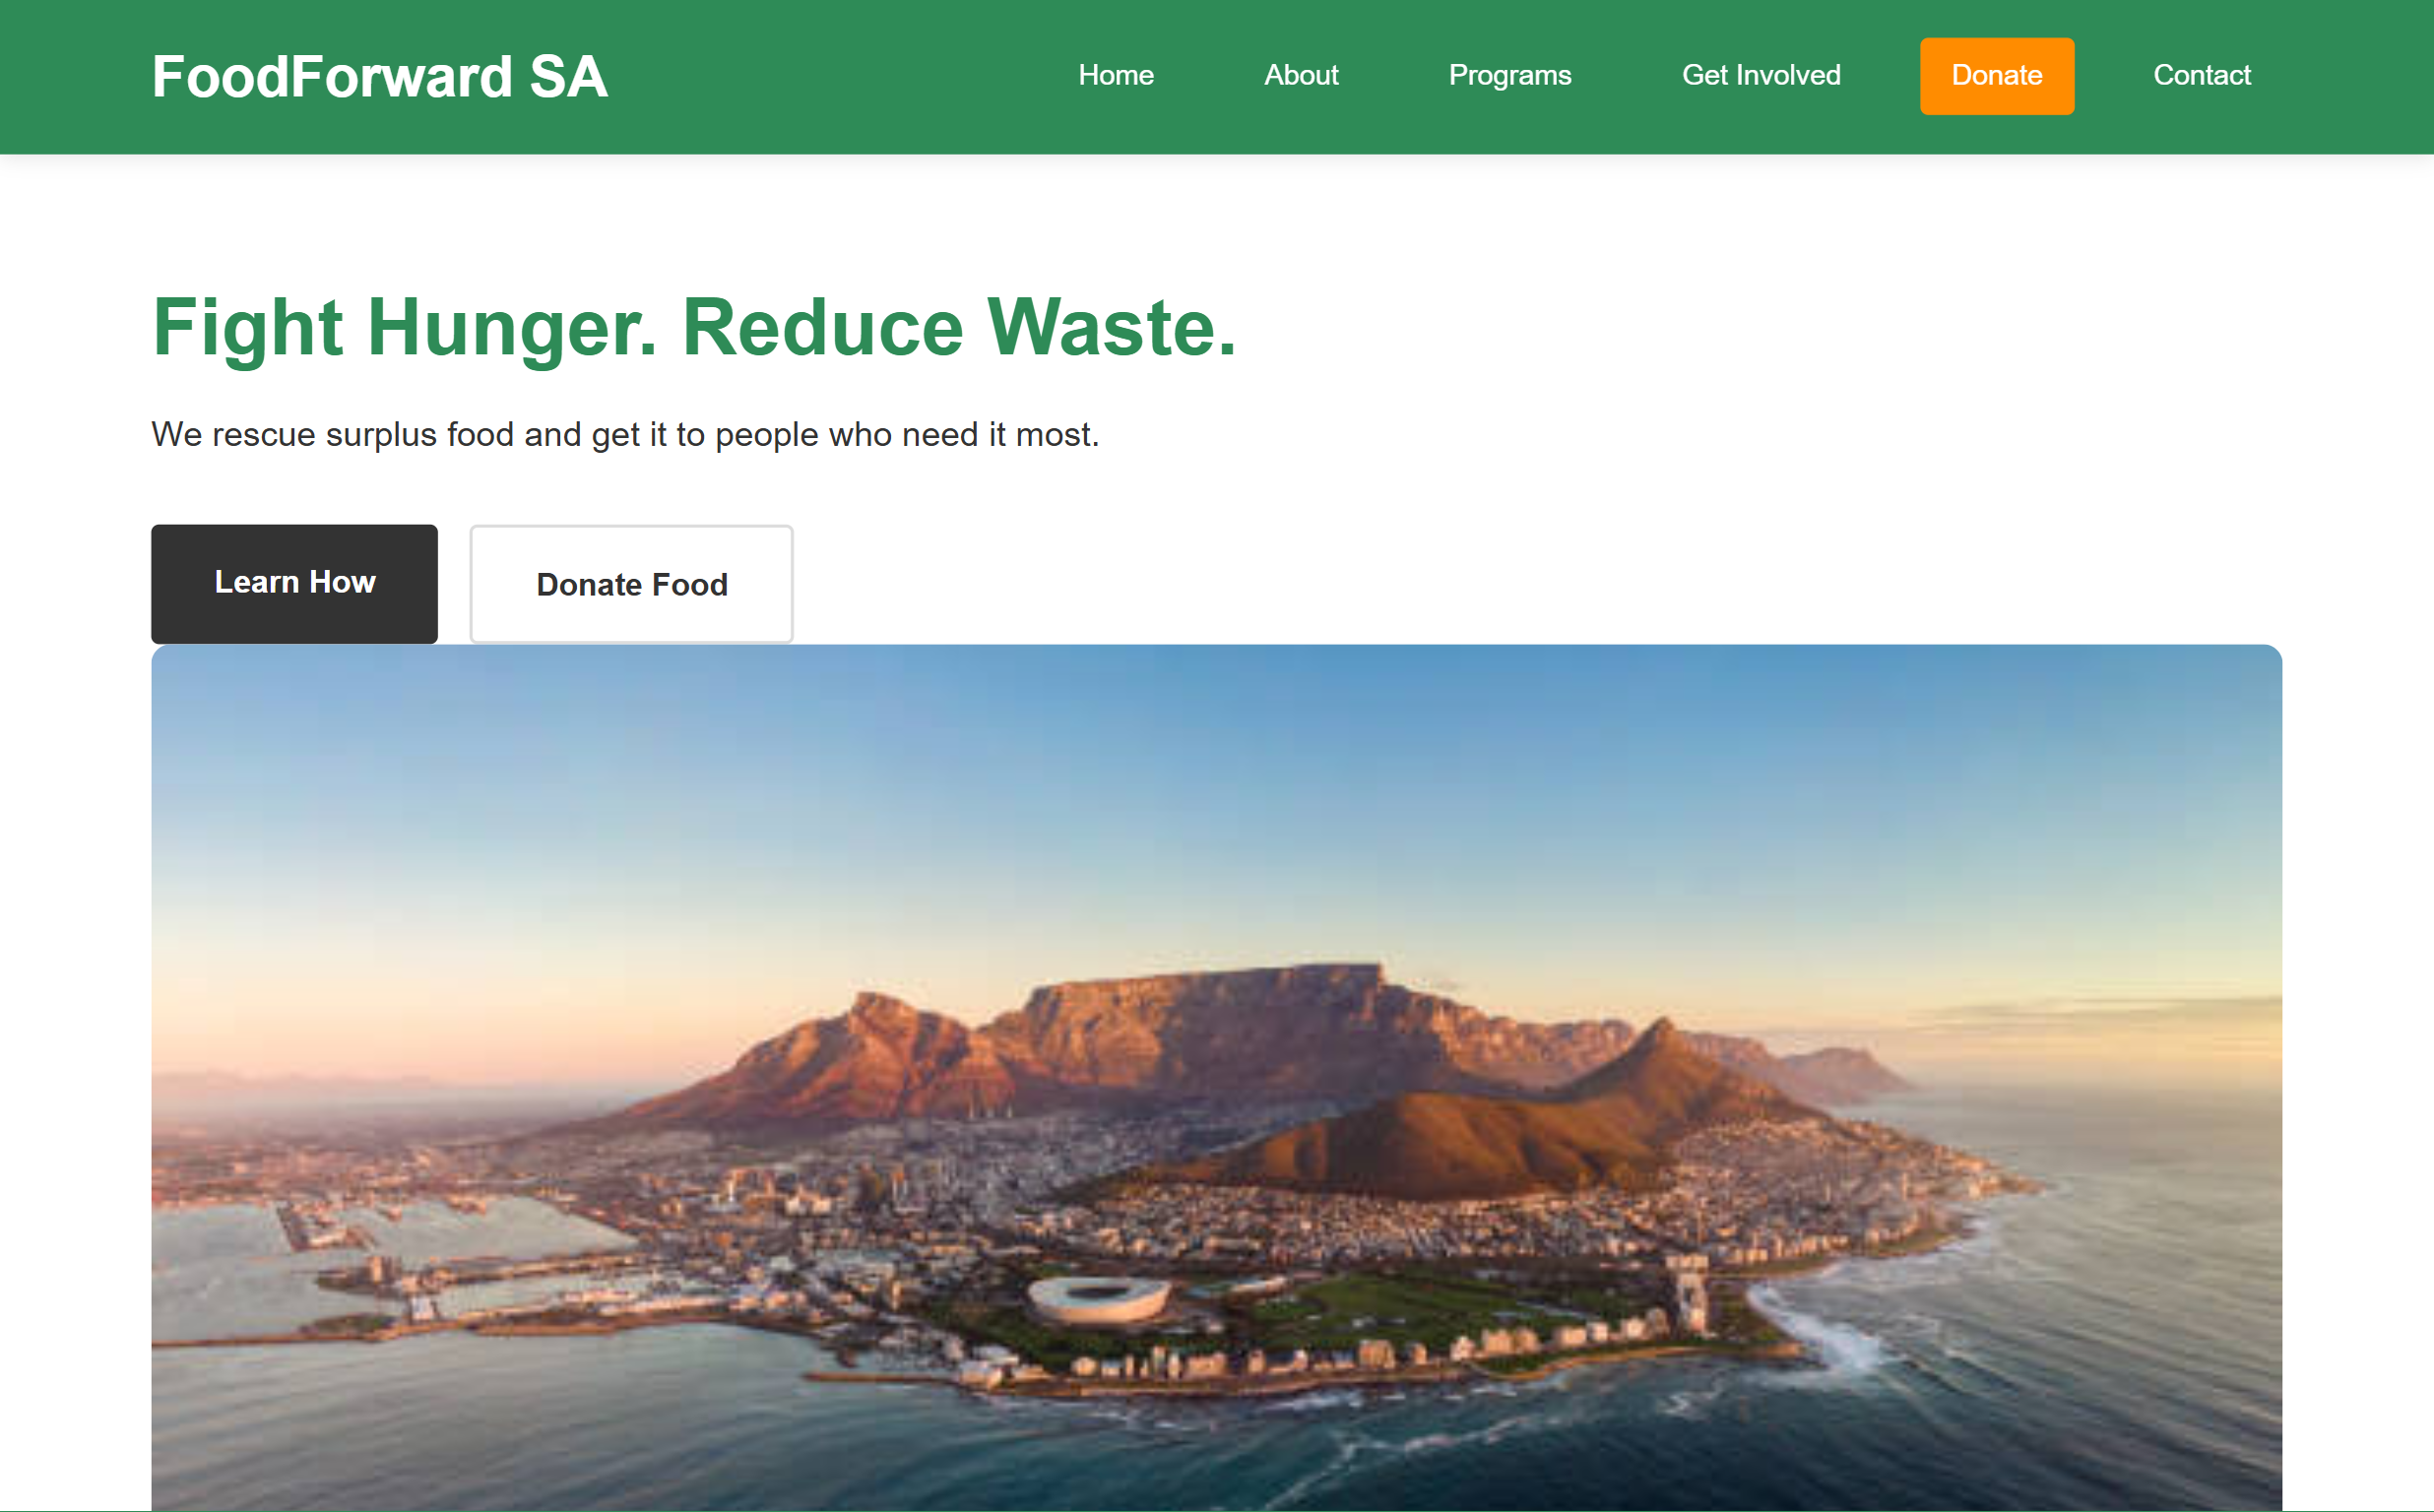 FoodForward SA
Home About Programs Get Involved Donate Contact
Fight Hunger. Reduce Waste.
We rescue surplus food and get it to people who need it most.
Learn How Donate Food